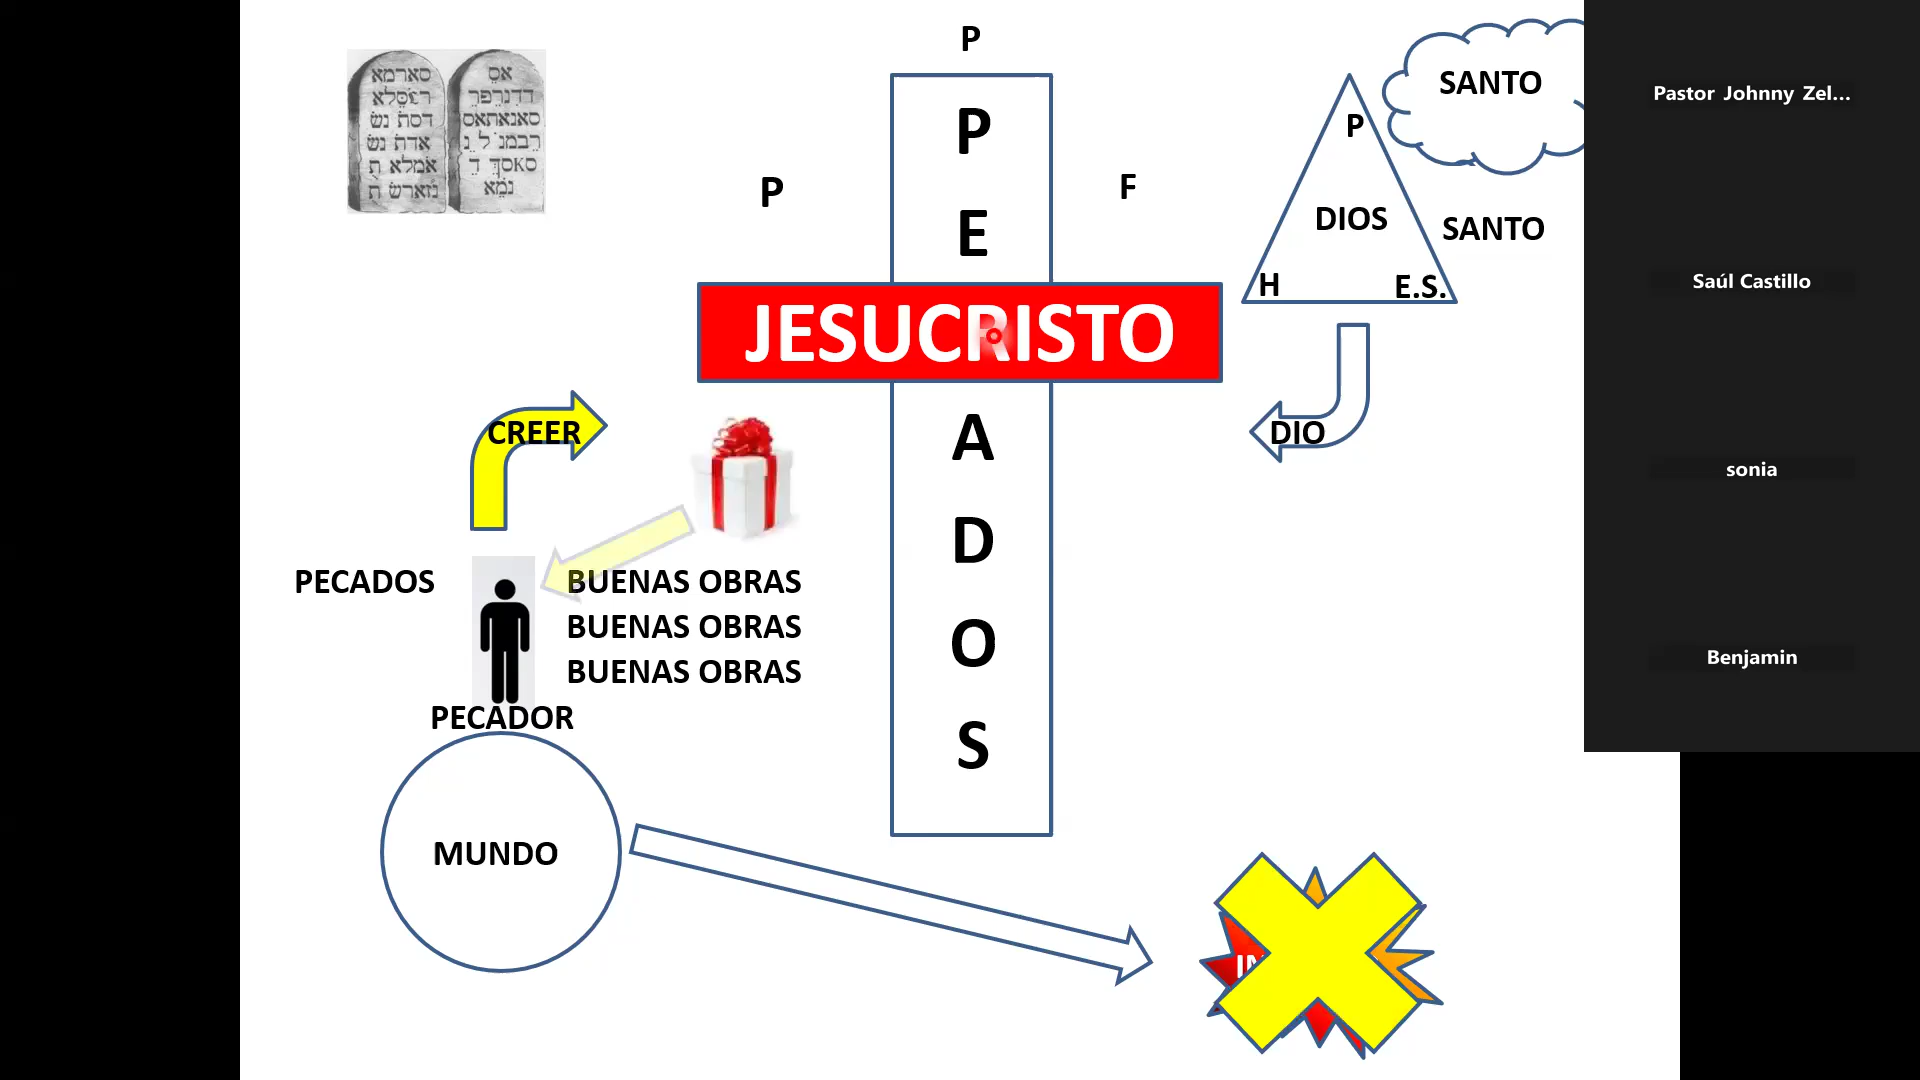 P
P
E
A
D
O
S
JESUCRISTO
P
F
P
DIOS
H
E.S.
SANTO
SANTO
DIO
CREER
PECADOS
BUENAS OBRAS
BUENAS OBRAS
BUENAS OBRAS
PECADOR
MUNDO
Pastor Johnny Zel...
Saúl Castillo
sonia
Benjamin